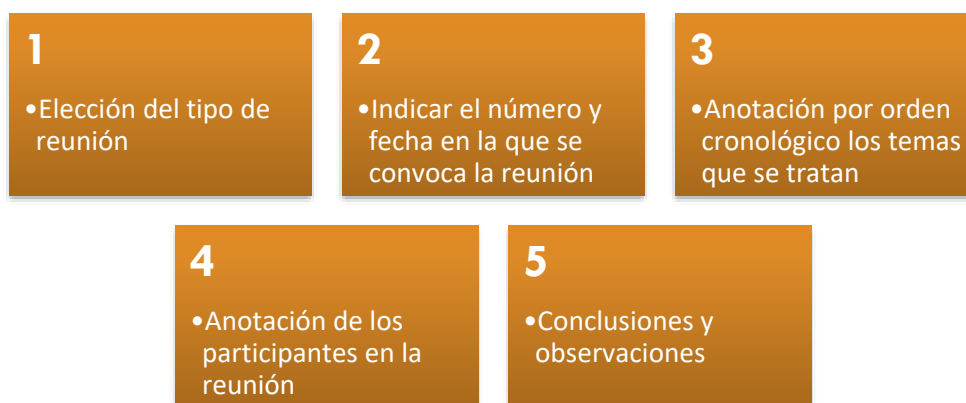 1
•Elección del tipo de
reunión
2
•Indicar el número y
fecha en la que se
convoca la reunión
3
•Anotación por orden
cronológico los temas
que se tratan
4
•Anotación de los
participantes en la
reunión
5
•Conclusiones y
observaciones